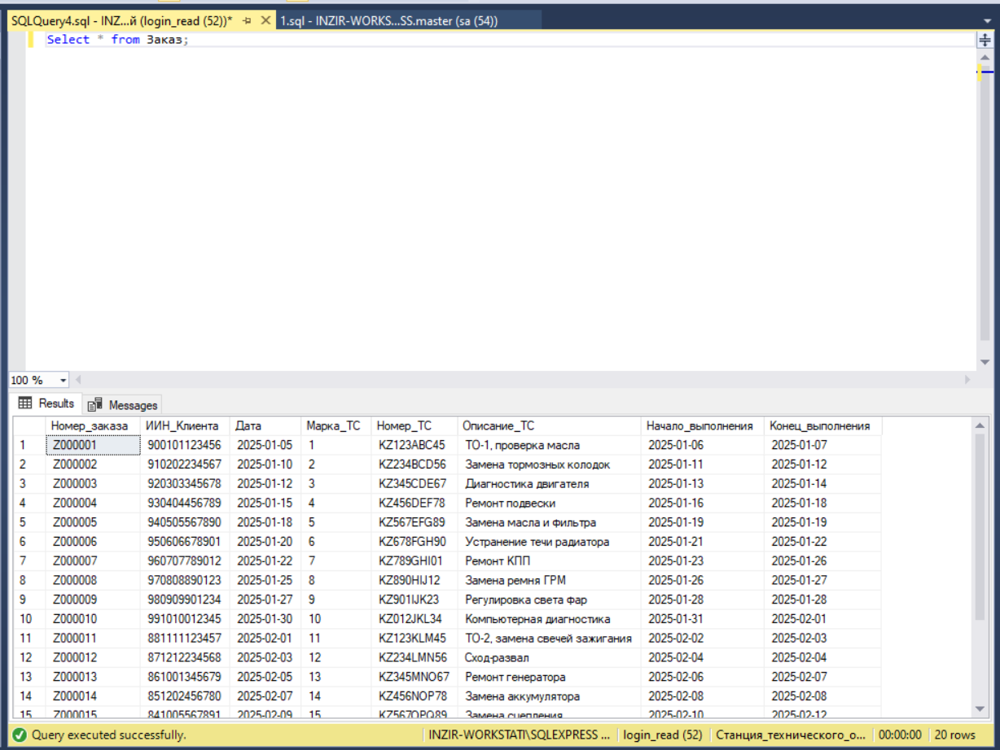 SQLQuery4.sql - INZ...й (login_read (52))* 1.sql - INZIR-WORKS...SS.master (sa (54))
Select * from Заказ;
100 %
Results Messages
Номер_заказа ИИН_Клиента Дата Марка_ТС Номер_ТС Описание_ТС Начало_выполнения Конец_выполнения
1 Z000001 900101123456 2025-01-05 1 KZ123ABC45 ТО-1, проверка масла 2025-01-06 2025-01-07
2 Z000002 910202234567 2025-01-10 2 KZ234BCD56 Замена тормозных колодок 2025-01-11 2025-01-12
3 Z000003 920303345678 2025-01-12 3 KZ345CDE67 Диагностика двигателя 2025-01-13 2025-01-14
4 Z000004 930404456789 2025-01-15 4 KZ456DEF78 Ремонт подвески 2025-01-16 2025-01-18
5 Z000005 940505567890 2025-01-18 5 KZ567EFG89 Замена масла и фильтра 2025-01-19 2025-01-19
6 Z000006 950606678901 2025-01-20 6 KZ678FGH90 Устранение течи радиатора 2025-01-21 2025-01-22
7 Z000007 960707789012 2025-01-22 7 KZ789GHI01 Ремонт КПП 2025-01-23 2025-01-26
8 Z000008 970808890123 2025-01-25 8 KZ890HIJ12 Замена ремня ГРМ 2025-01-26 2025-01-27
9 Z000009 980909901234 2025-01-27 9 KZ901IJK23 Регулировка света фар 2025-01-28 2025-01-28
10 Z000010 991010012345 2025-01-30 10 KZ012JKL34 Компьютерная диагностика 2025-01-31 2025-02-01
11 Z000011 881111123457 2025-02-01 11 KZ123KLM45 ТО-2, замена свечей зажигания 2025-02-02 2025-02-03
12 Z000012 871212234568 2025-02-03 12 KZ234LMN56 Сход-развал 2025-02-04 2025-02-04
13 Z000013 861001345679 2025-02-05 13 KZ345MNO67 Ремонт генератора 2025-02-06 2025-02-07
14 Z000014 851202456780 2025-02-07 14 KZ456NOP78 Замена аккумулятора 2025-02-08 2025-02-08
15 Z000015 841005567891 2025-02-09 15 KZ567OPQ89 Замена сцепления 2025-02-10 2025-02-12
Query executed successfully. INZIR-WORKSTATI\SQLEXPRESS ... login_read (52) Станция_технического_о... 00:00:00 20 rows